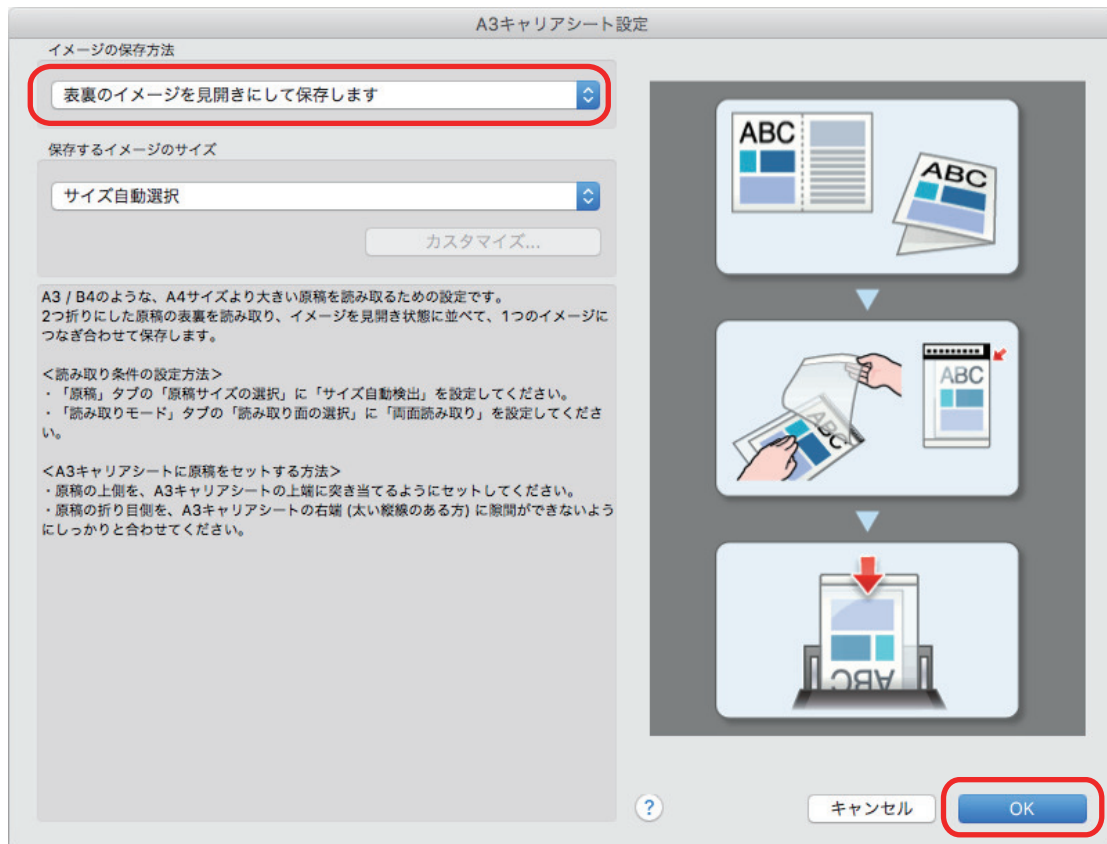 A3キャリアシート設定
イメージの保存方法
表裏のイメージを見開きにして保存します
保存するイメージのサイズ
サイズ自動選択
カスタマイズ...
A3 / B4のような、A4サイズより大きい原稿を読み取るための設定です。
2つ折りにした原稿の表裏を読み取り、イメージを見開き状態に並べて、1つのイメージに
つなぎ合わせて保存します。
＜読み取り条件の設定方法＞
・「原稿」タブの「原稿サイズの選択」に「サイズ自動検出」を設定してください。
・「読み取りモード」タブの「読み取り面の選択」に「両面読み取り」を設定してくださ
い。
＜A3キャリアシートに原稿をセットする方法＞
・原稿の上側を、A3キャリアシートの上端に突き当てるようにセットしてください。
・原稿の折り目側を、A3キャリアシートの右端 (太い縦線のある方) に隙間ができないよう
にしっかりと合わせてください。
ABC
ABC
ABC
ABC
ABC
?
キャンセル
OK